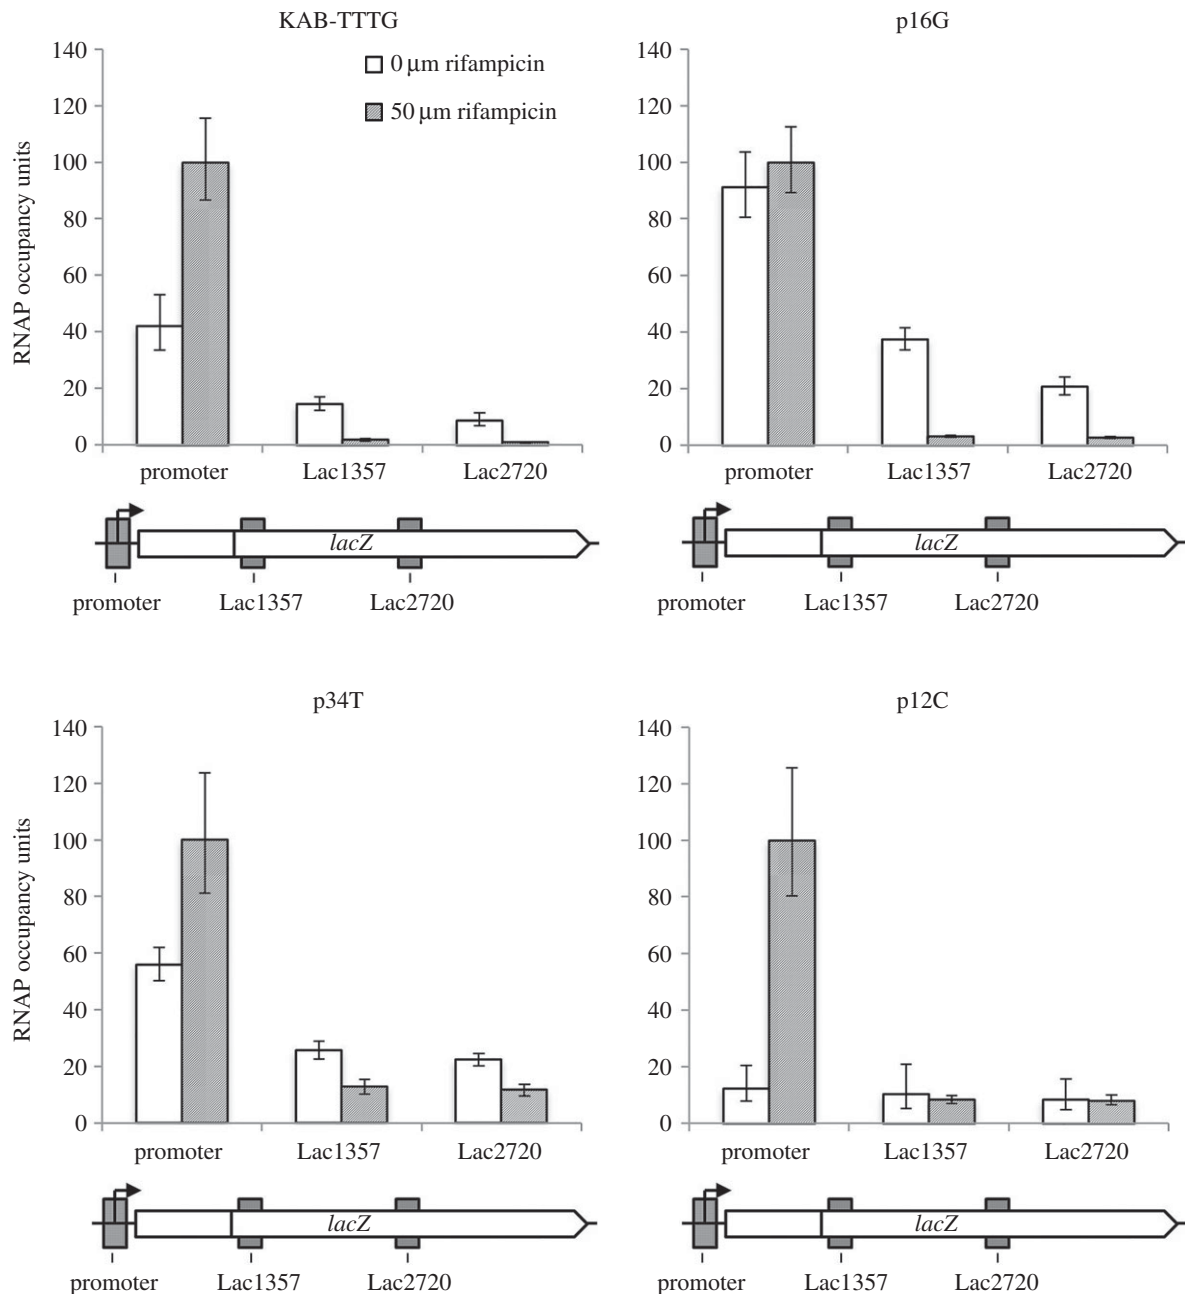 KAB-TTTG
p16G
0 µm rifampicin
50 µm rifampicin
RNAP occupancy units
140
120
100
80
60
40
20
0
promoter Lac1357 Lac2720
lacZ
promoter Lac1357 Lac2720
140
120
100
80
60
40
20
0
promoter Lac1357 Lac2720
lacZ
promoter Lac1357 Lac2720
p34T
p12C
RNAP occupancy units
140
120
100
80
60
40
20
0
promoter Lac1357 Lac2720
lacZ
promoter Lac1357 Lac2720
140
120
100
80
60
40
20
0
promoter Lac1357 Lac2720
lacZ
promoter Lac1357 Lac2720